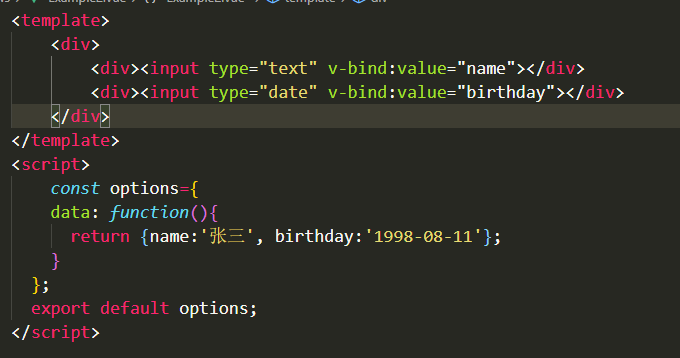 <template>
    <div>
        <div><input type="text" v-bind:value="name"></div>
        <div><input type="date" v-bind:value="birthday"></div>
    </div>
</template>
<script>
    const options={
    data: function(){
      return {name:'张三', birthday:'1998-08-11'};
    }
  };
  export default options;
</script>